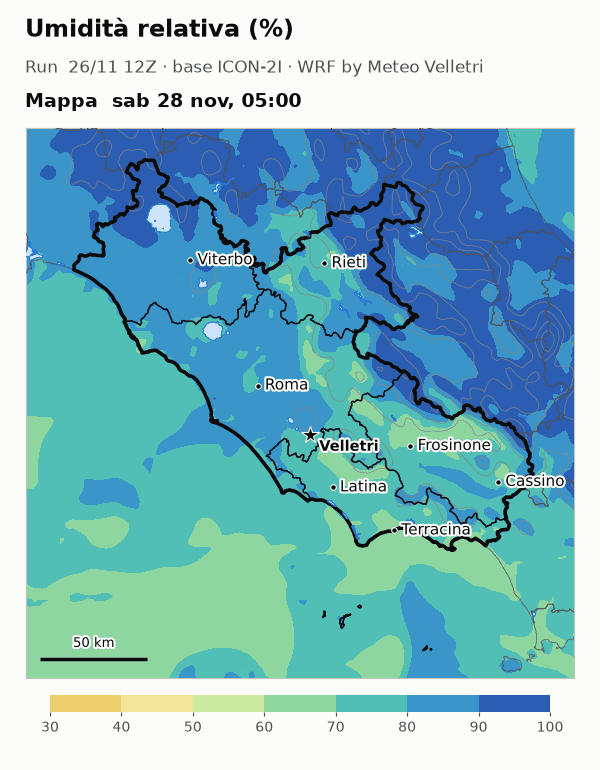 Umidità relativa (%)
Run  26/11 12Z · base ICON-2I · WRF by Meteo Velletri
Mappa  sab 28 nov, 05:00
Viterbo
Rieti
Roma
Velletri
Frosinone
Cassino
Latina
Terracina
50 km
30 40 50 60 70 80 90 100